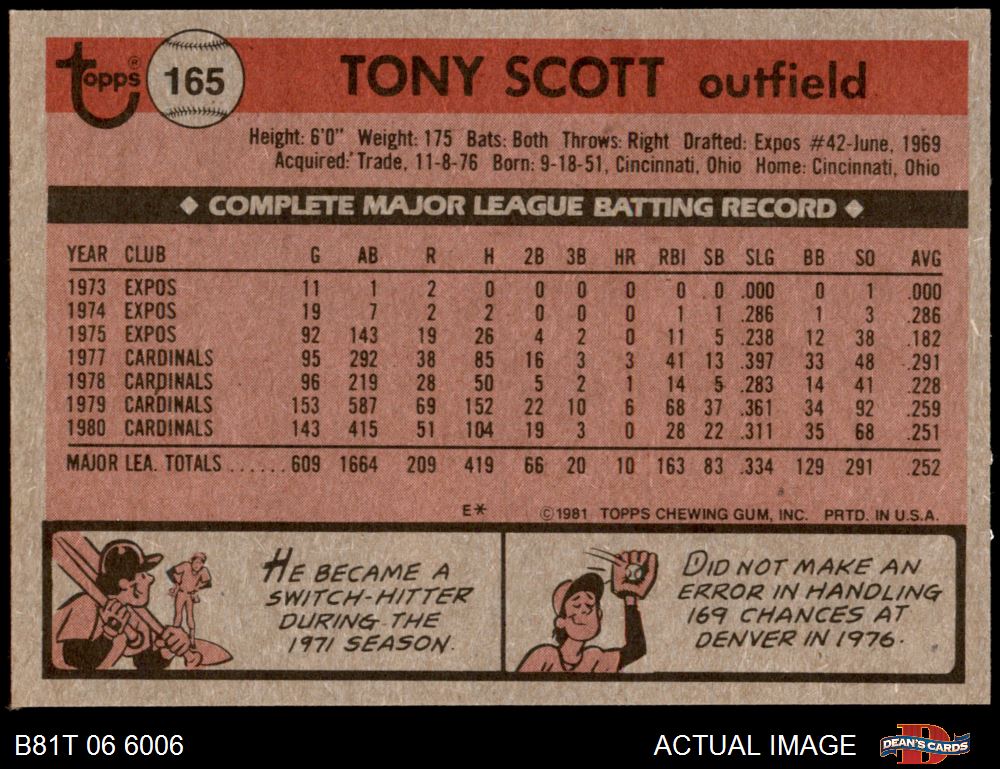 Topps® 165 TONY SCOTT outfield
Height: 6'0" Weight: 175 Bats: Both Throws: Right Drafted: Expos #42-June, 1969
Acquired: Trade, 11-8-76 Born: 9-18-51, Cincinnati, Ohio Home: Cincinnati, Ohio
◆ COMPLETE MAJOR LEAGUE BATTING RECORD ◆
YEAR CLUB G AB R H 2B 3B HR RBI SB SLG BB SO AVG
1973 EXPOS 11 1 2 0 0 0 0 0 0 .000 0 1 .000
1974 EXPOS 19 7 2 2 0 0 0 1 1 .286 1 3 .286
1975 EXPOS 92 143 19 26 4 2 0 11 5 .238 12 38 .182
1977 CARDINALS 95 292 38 85 16 3 3 41 13 .397 33 48 .291
1978 CARDINALS 96 219 28 50 5 2 1 14 5 .283 14 41 .228
1979 CARDINALS 153 587 69 152 22 10 6 68 37 .361 34 92 .259
1980 CARDINALS 143 415 51 104 19 3 0 28 22 .311 35 68 .251
MAJOR LEA. TOTALS ...... 609 1664 209 419 66 20 10 163 83 .334 129 291 .252
E* ©1981 TOPPS CHEWING GUM, INC. PRTD. IN U.S.A.
HE BECAME A
SWITCH-HITTER
DURING THE
1971 SEASON.
DID NOT MAKE AN
ERROR IN HANDLING
169 CHANCES AT
DENVER IN 1976.
B81T 06 6006 ACTUAL IMAGE DEAN'S CARDS